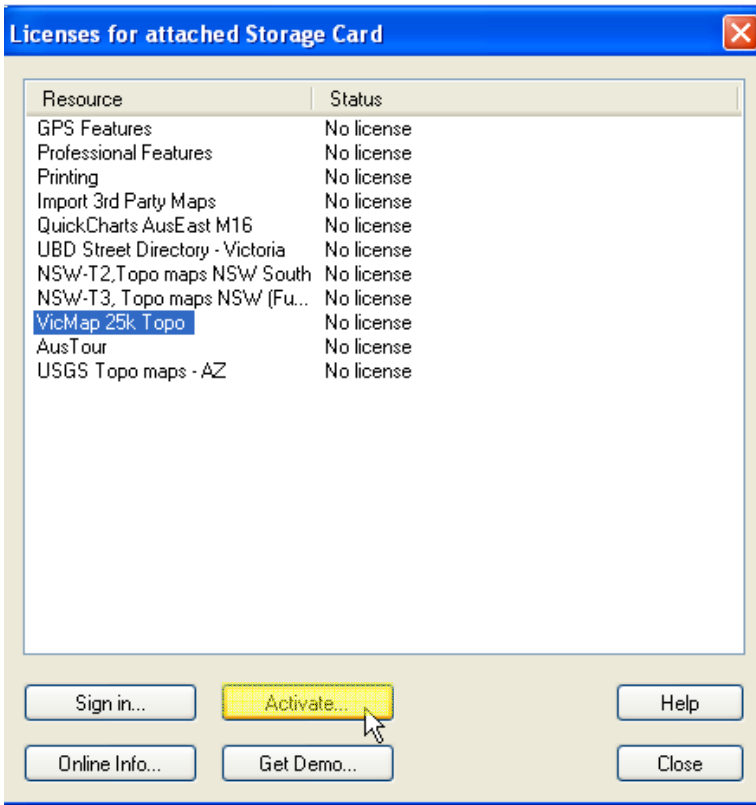 Licenses for attached Storage Card
Resource Status
GPS Features No license
Professional Features No license
Printing No license
Import 3rd Party Maps No license
QuickCharts AusEast M16 No license
UBD Street Directory - Victoria No license
NSW-T2,Topo maps NSW South No license
NSW-T3, Topo maps NSW (Fu... No license
VicMap 25k Topo No license
AusTour No license
USGS Topo maps - AZ No license
Sign in... Activate... Help
Online Info... Get Demo... Close